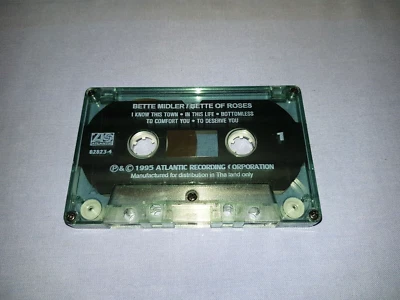 BETTE MIDLER / BETTE OF ROSES
I KNOW THIS TOWN • IN THIS LIFE • BOTTOMLESS
TO COMFORT YOU • TO DESERVE YOU
ATLANTIC
82823-4
1
℗ & © 1995 ATLANTIC RECORDING CORPORATION
Manufactured for distribution in Thailand only